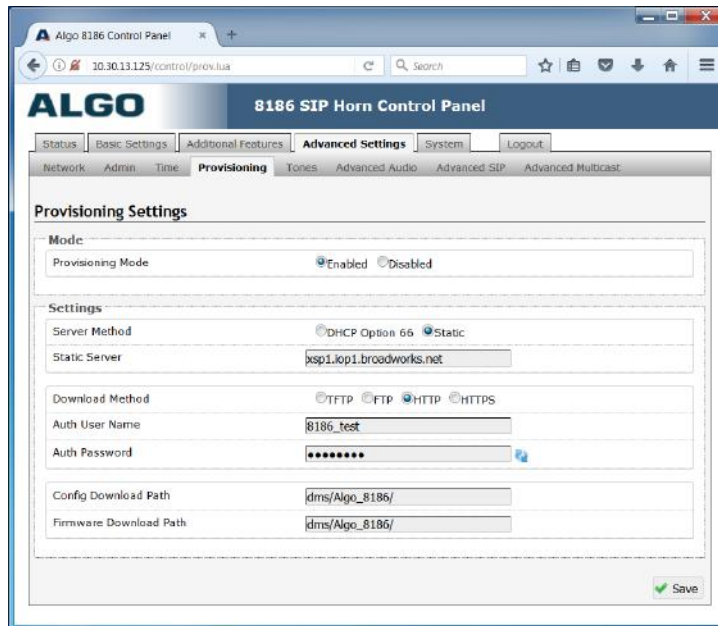 Algo 8186 Control Panel
10.30.13.125/control/prov.lua
Search
ALGO
8186 SIP Horn Control Panel
Status Basic Settings Additional Features Advanced Settings System Logout
Network Admin Time Provisioning Tones Advanced Audio Advanced SIP Advanced Multicast
Provisioning Settings
Mode
Provisioning Mode Enabled Disabled
Settings
Server Method DHCP Option 66 Static
Static Server xsp1.iop1.broadworks.net
Download Method TFTP FTP HTTP HTTPS
Auth User Name 8186_test
Auth Password ••••••••
Config Download Path dms/Algo_8186/
Firmware Download Path dms/Algo_8186/
Save